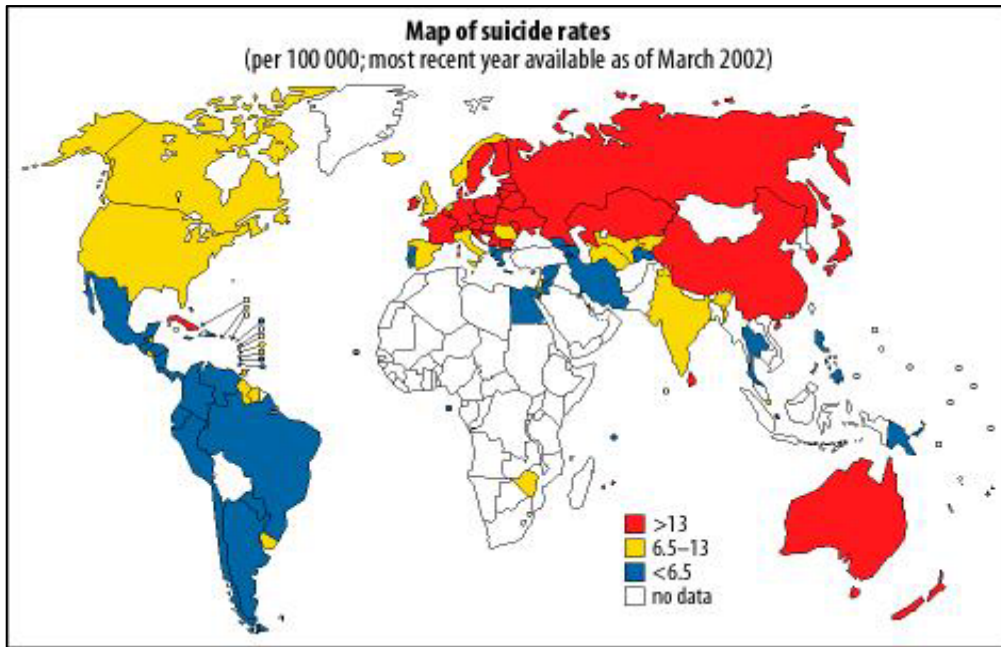 Map of suicide rates
(per 100 000; most recent year available as of March 2002)
>13
6.5–13
<6.5
no data